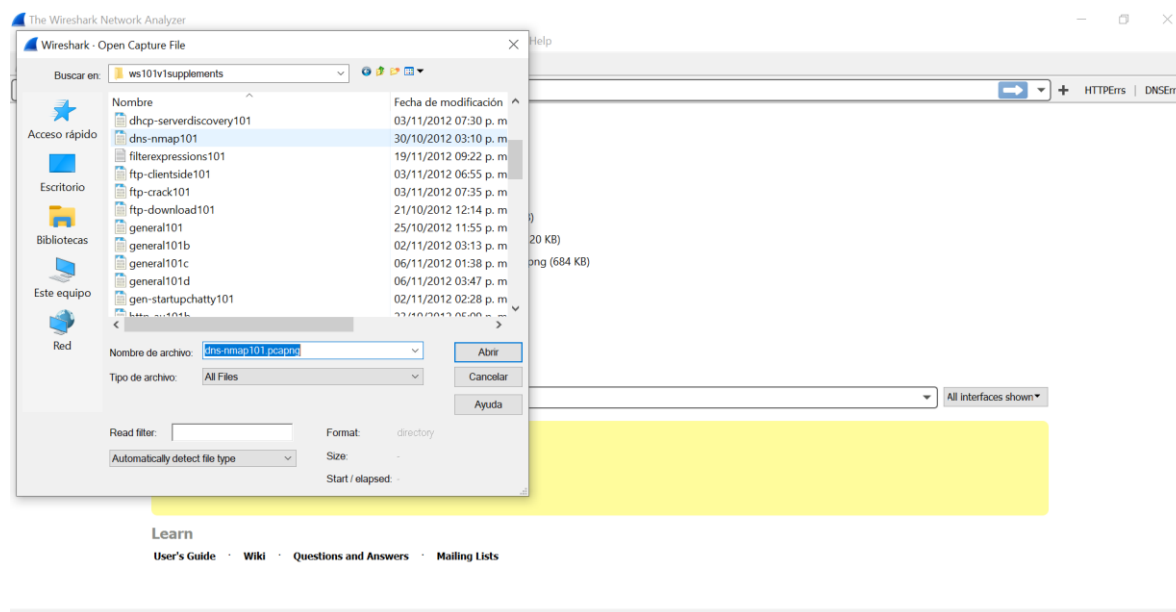 The Wireshark Network Analyzer
Wireshark · Open Capture File
Help
Buscar en: ws101v1supplements
HTTPErrs | DNSErr
Nombre Fecha de modificación
dhcp-serverdiscovery101 03/11/2012 07:30 p. m
dns-nmap101 30/10/2012 03:10 p. m
filterexpressions101 19/11/2012 09:22 p. m
ftp-clientside101 03/11/2012 06:55 p. m
ftp-crack101 03/11/2012 07:35 p. m
ftp-download101 21/10/2012 12:14 p. m
general101 25/10/2012 11:55 p. m
general101b 02/11/2012 03:13 p. m
general101c 06/11/2012 01:38 p. m
general101d 06/11/2012 03:47 p. m
gen-startupchatty101 02/11/2012 02:28 p. m
Acceso rápido
Escritorio
Bibliotecas
Este equipo
Red
20 KB)
png (684 KB)
Nombre de archivo: dns-nmap101.pcapng Abrir
Tipo de archivo: All Files Cancelar
Ayuda
All interfaces shown
Read filter: Format: directory
Automatically detect file type Size: -
Start / elapsed: -
Learn
User's Guide · Wiki · Questions and Answers · Mailing Lists